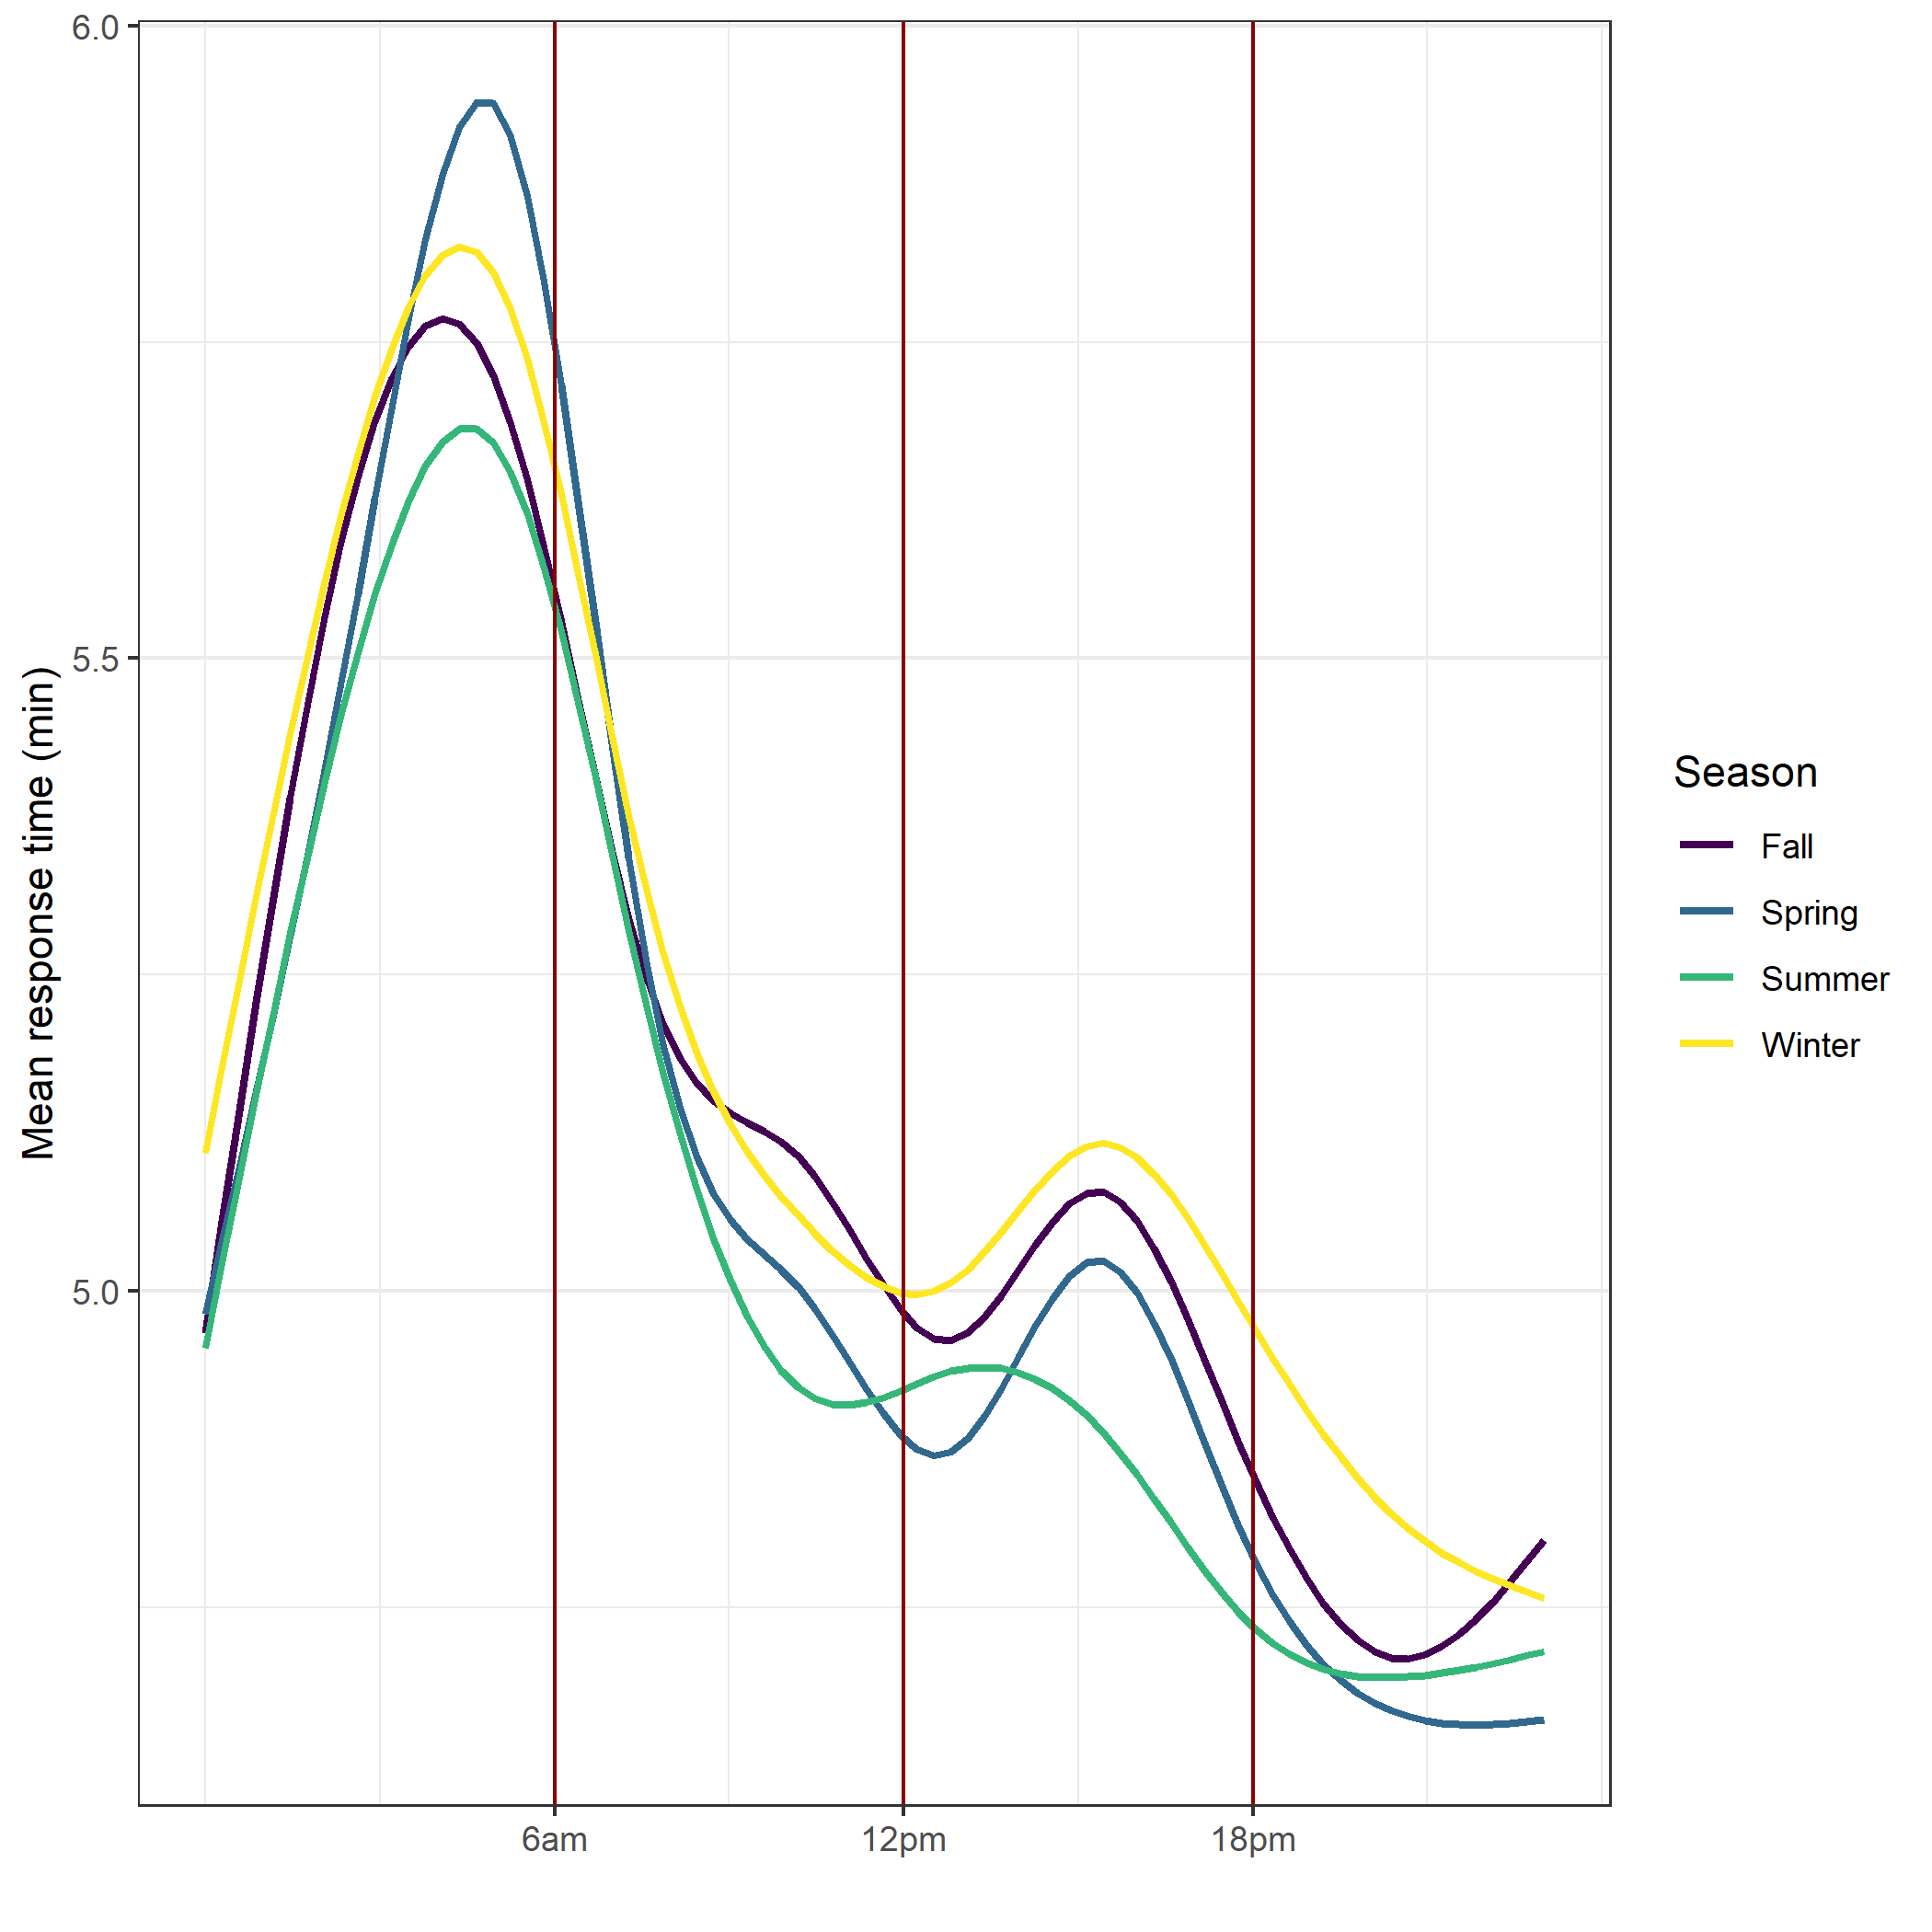 Mean response time (min)
6.0
5.5
5.0
6am 12pm 18pm
Season
Fall
Spring
Summer
Winter